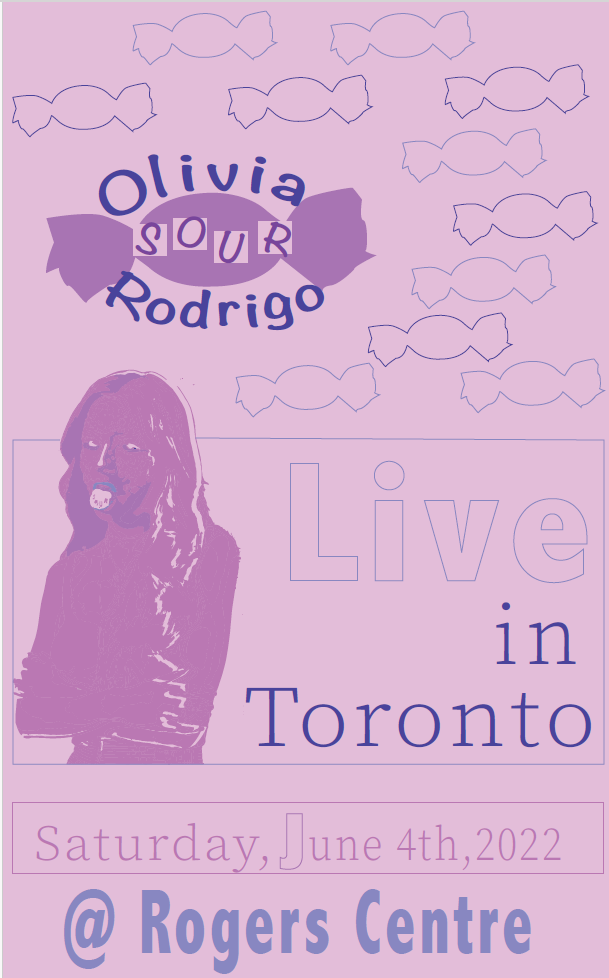 Olivia
SOUR
Rodrigo
Live
in
Toronto
Saturday, June 4th,2022
@ Rogers Centre